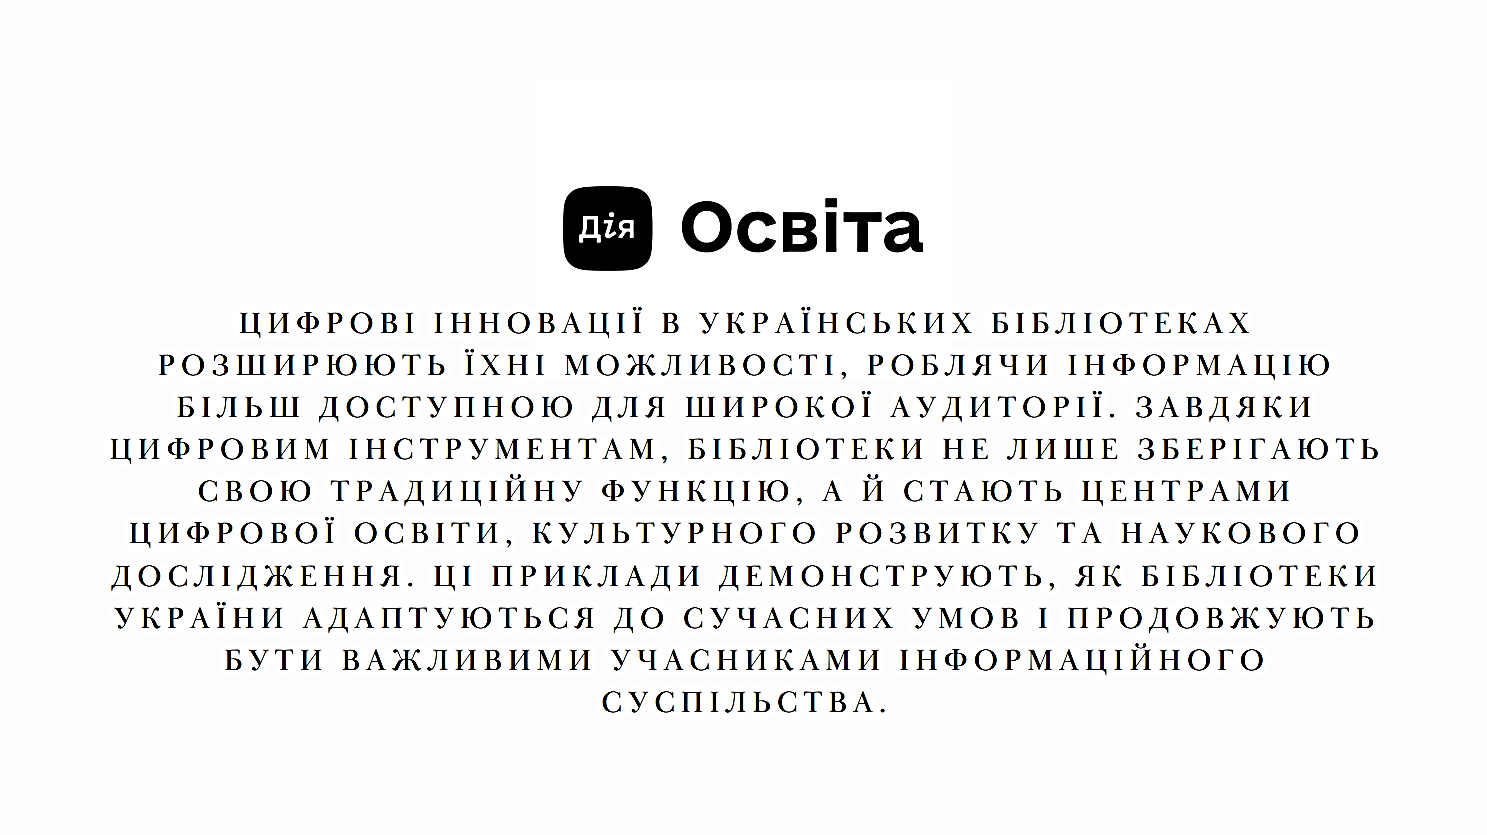 Дія Освіта
ЦИФРОВІ ІННОВАЦІЇ В УКРАЇНСЬКИХ БІБЛІОТЕКАХ
РОЗШИРЮЮТЬ ЇХНІ МОЖЛИВОСТІ, РОБЛЯЧИ ІНФОРМАЦІЮ
БІЛЬШ ДОСТУПНОЮ ДЛЯ ШИРОКОЇ АУДИТОРІЇ. ЗАВДЯКИ
ЦИФРОВИМ ІНСТРУМЕНТАМ, БІБЛІОТЕКИ НЕ ЛИШЕ ЗБЕРІГАЮТЬ
СВОЮ ТРАДИЦІЙНУ ФУНКЦІЮ, А Й СТАЮТЬ ЦЕНТРАМИ
ЦИФРОВОЇ ОСВІТИ, КУЛЬТУРНОГО РОЗВИТКУ ТА НАУКОВОГО
ДОСЛІДЖЕННЯ. ЦІ ПРИКЛАДИ ДЕМОНСТРУЮТЬ, ЯК БІБЛІОТЕКИ
УКРАЇНИ АДАПТУЮТЬСЯ ДО СУЧАСНИХ УМОВ І ПРОДОВЖУЮТЬ
БУТИ ВАЖЛИВИМИ УЧАСНИКАМИ ІНФОРМАЦІЙНОГО
СУСПІЛЬСТВА.